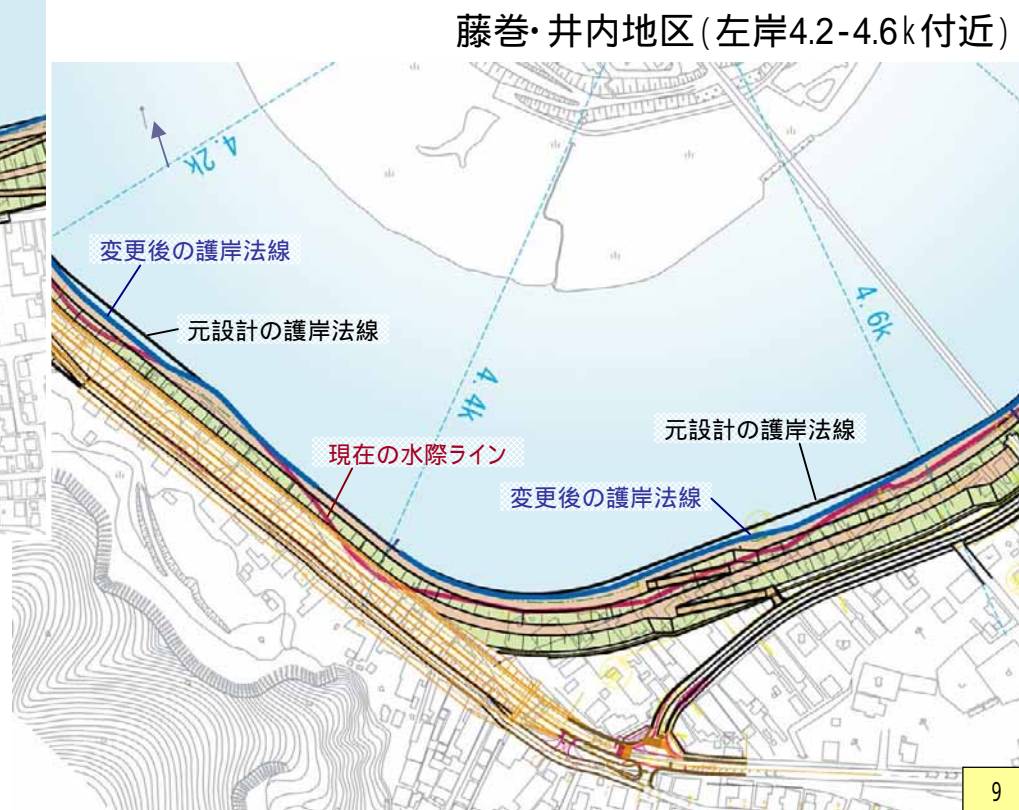 藤巻・井内地区(左岸4.2-4.6k付近)
4.2k
変更後の護岸法線
元設計の護岸法線
4.6k
4.4k
元設計の護岸法線
現在の水際ライン
変更後の護岸法線
9